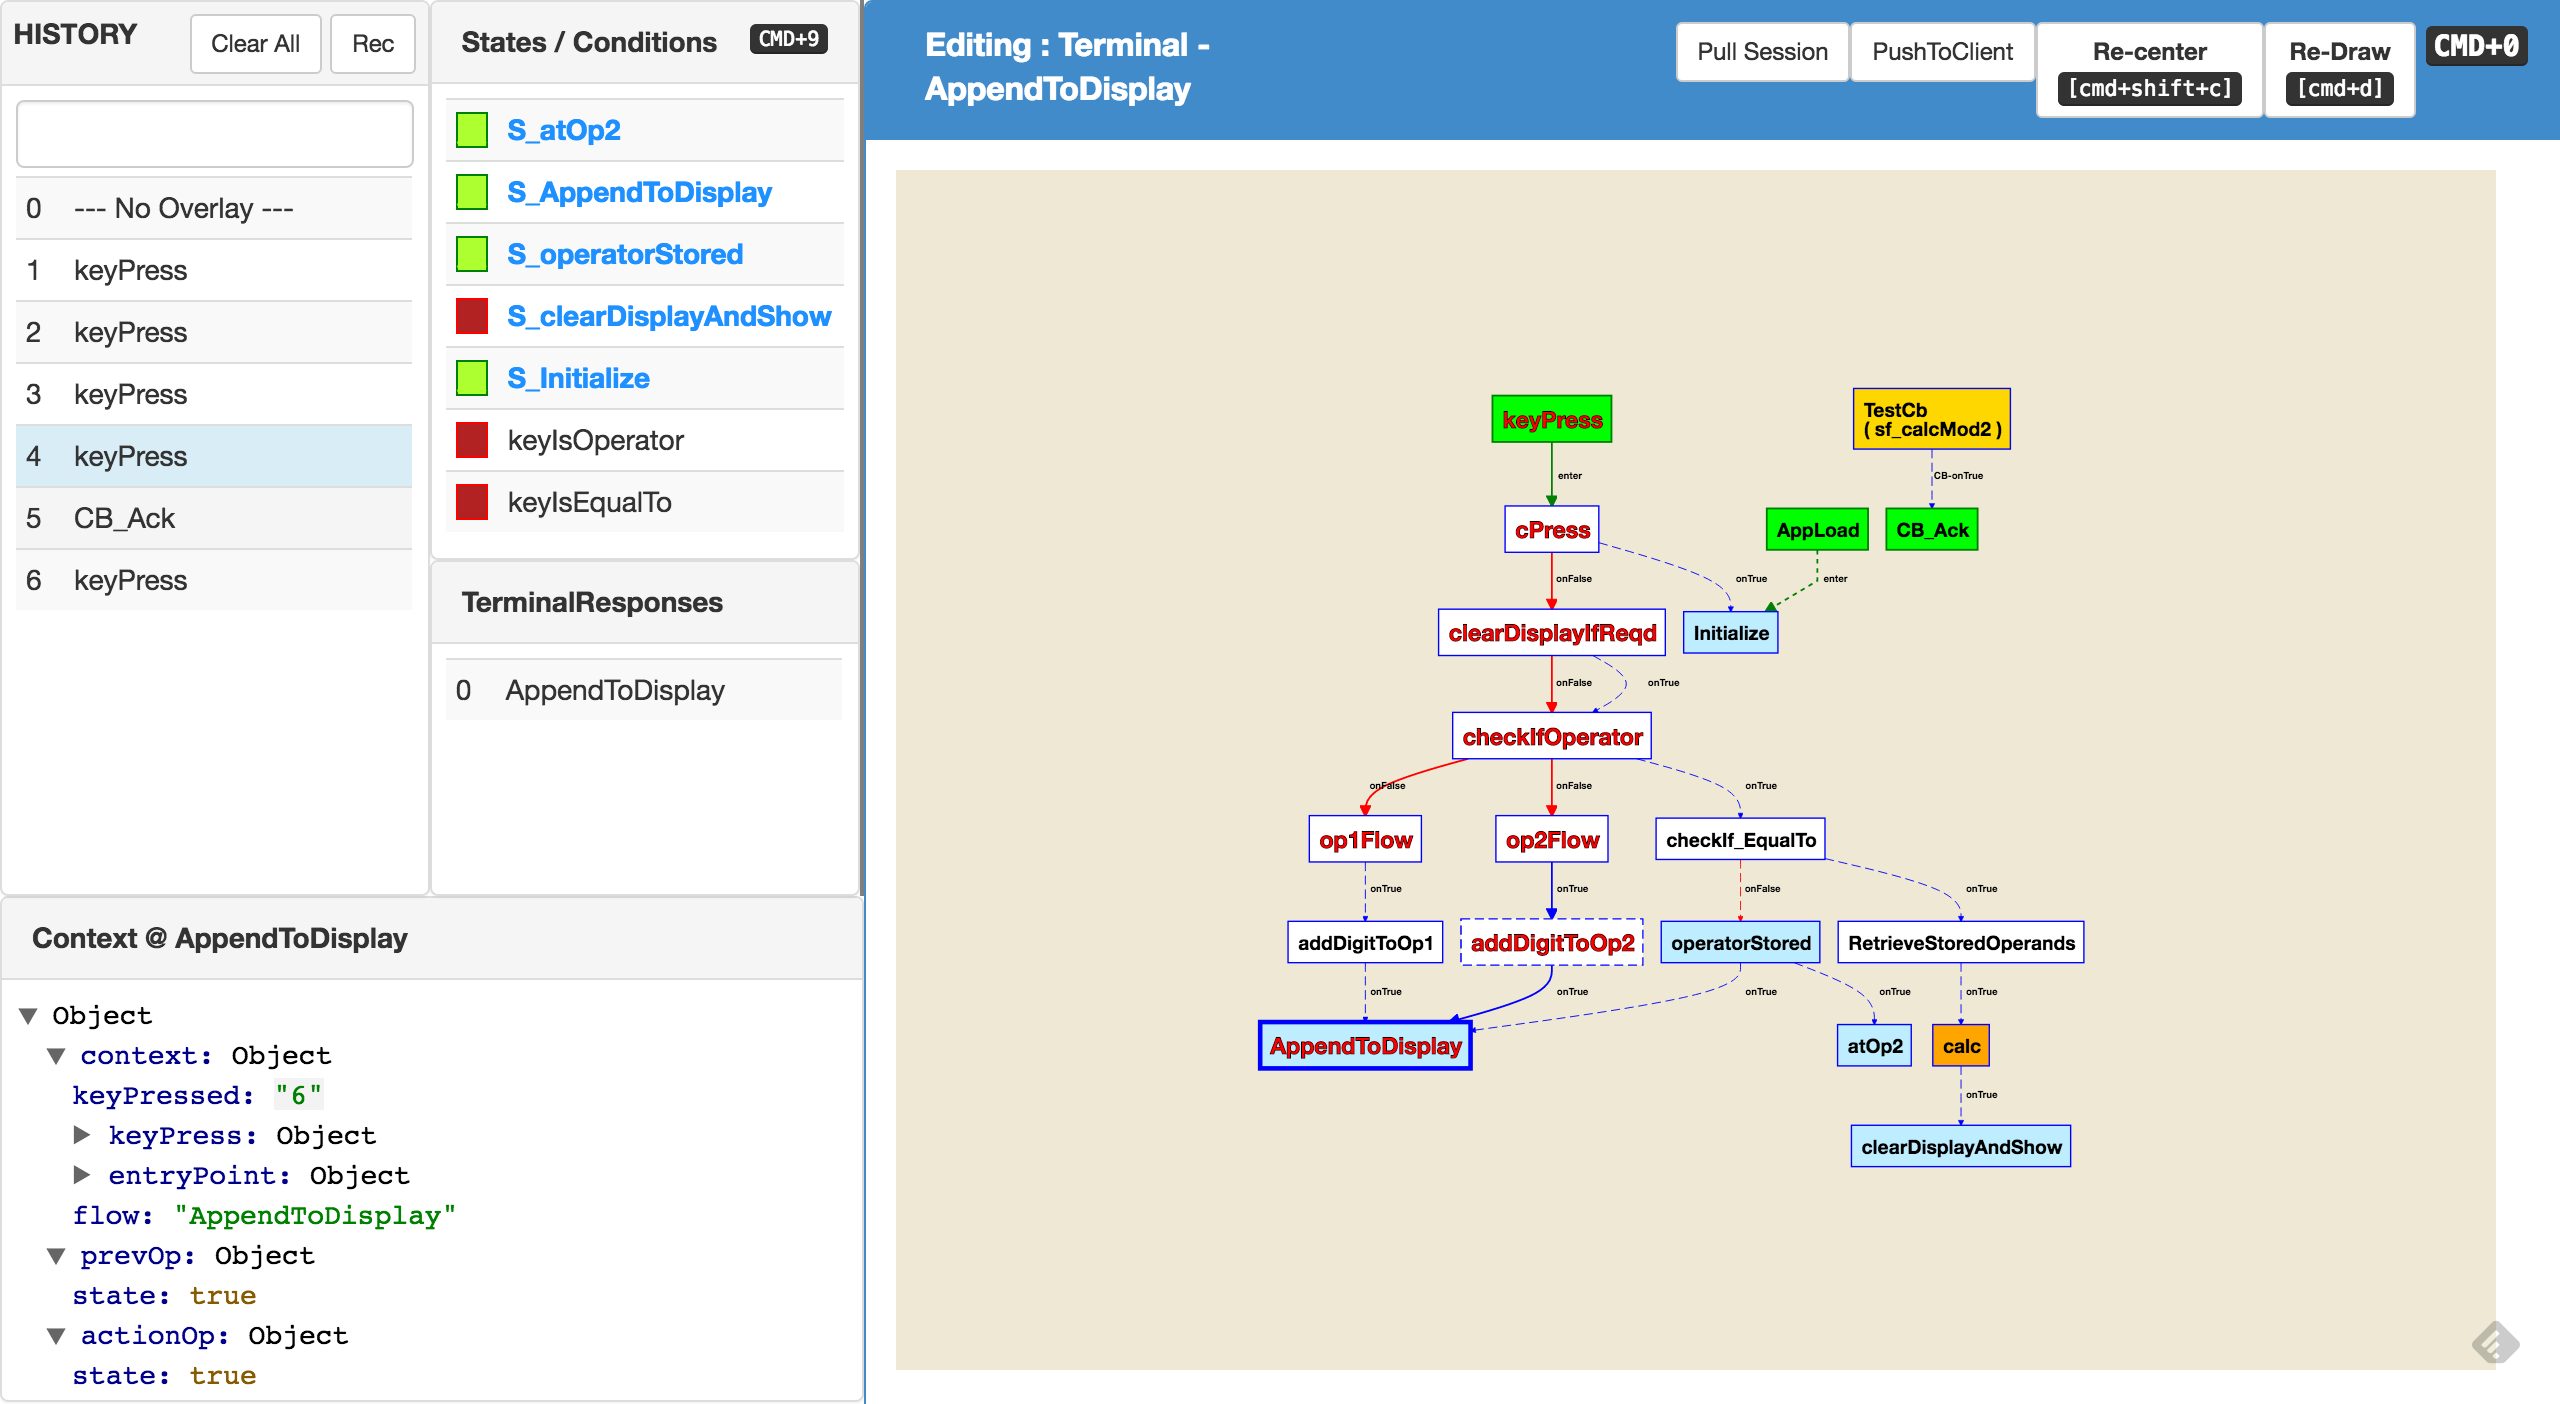 HISTORY
Clear All
Rec
0 --- No Overlay ---
1 keyPress
2 keyPress
3 keyPress
4 keyPress
5 CB_Ack
6 keyPress
States / Conditions
CMD+9
S_atOp2
S_AppendToDisplay
S_operatorStored
S_clearDisplayAndShow
S_Initialize
keyIsOperator
keyIsEqualTo
TerminalResponses
0 AppendToDisplay
Context @ AppendToDisplay
Object
context: Object
keyPressed: "6"
keyPress: Object
entryPoint: Object
flow: "AppendToDisplay"
prevOp: Object
state: true
actionOp: Object
state: true
Editing : Terminal -
AppendToDisplay
Pull Session
PushToClient
Re-center
[cmd+shift+c]
Re-Draw
[cmd+d]
CMD+0
keyPress
TestCb
( sf_calcMod2 )
enter
CB-onTrue
cPress
AppLoad
CB_Ack
onFalse
onTrue
enter
clearDisplayIfReqd
Initialize
onFalse
onTrue
checkIfOperator
onFalse
onFalse
onTrue
op1Flow
op2Flow
checkIf_EqualTo
onTrue
onTrue
onFalse
onTrue
addDigitToOp1
addDigitToOp2
operatorStored
RetrieveStoredOperands
onTrue
onTrue
onTrue
onTrue
onTrue
AppendToDisplay
atOp2
calc
onTrue
clearDisplayAndShow